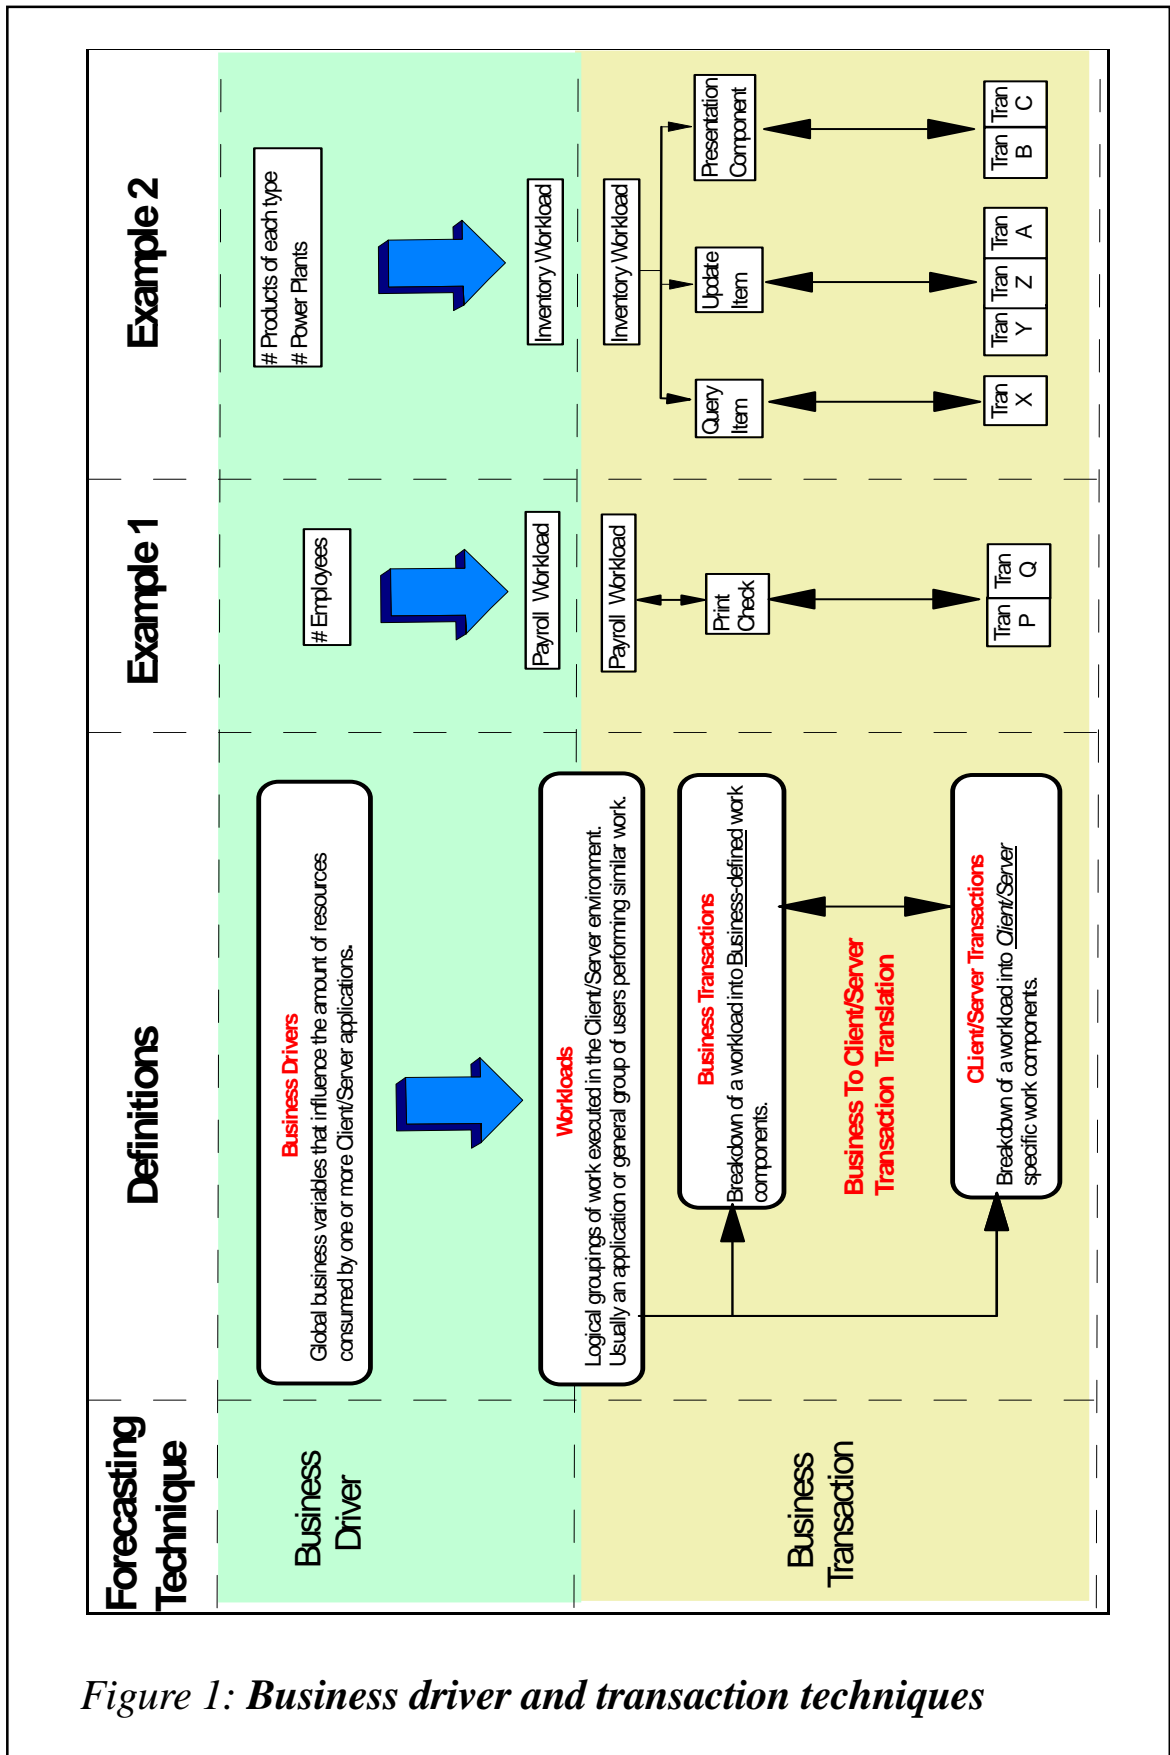 Forecasting
Technique
Definitions
Example 1
Example 2
Business
Driver
Business Drivers
Global business variables that influence the amount of resources
consumed by one or more Client/Server applications.
# Employees
# Products of each type
# Power Plants
Payroll Workload
Inventory Workload
Workloads
Logical groupings of work executed in the Client/Server environment.
Usually an application or general group of users performing similar work.
Business
Transaction
Payroll Workload
Inventory Workload
Business Transactions
Breakdown of a workload into Business-defined work
components.
Print
Check
Query
Item
Update
Item
Presentation
Component
Business To Client/Server
Transaction Translation
CLient/Server Transactions
Breakdown of a workload into Client/Server
specific work components.
Tran
P
Tran
Q
Tran
X
Tran
Y
Tran
Z
Tran
A
Tran
B
Tran
C
Figure 1: Business driver and transaction techniques